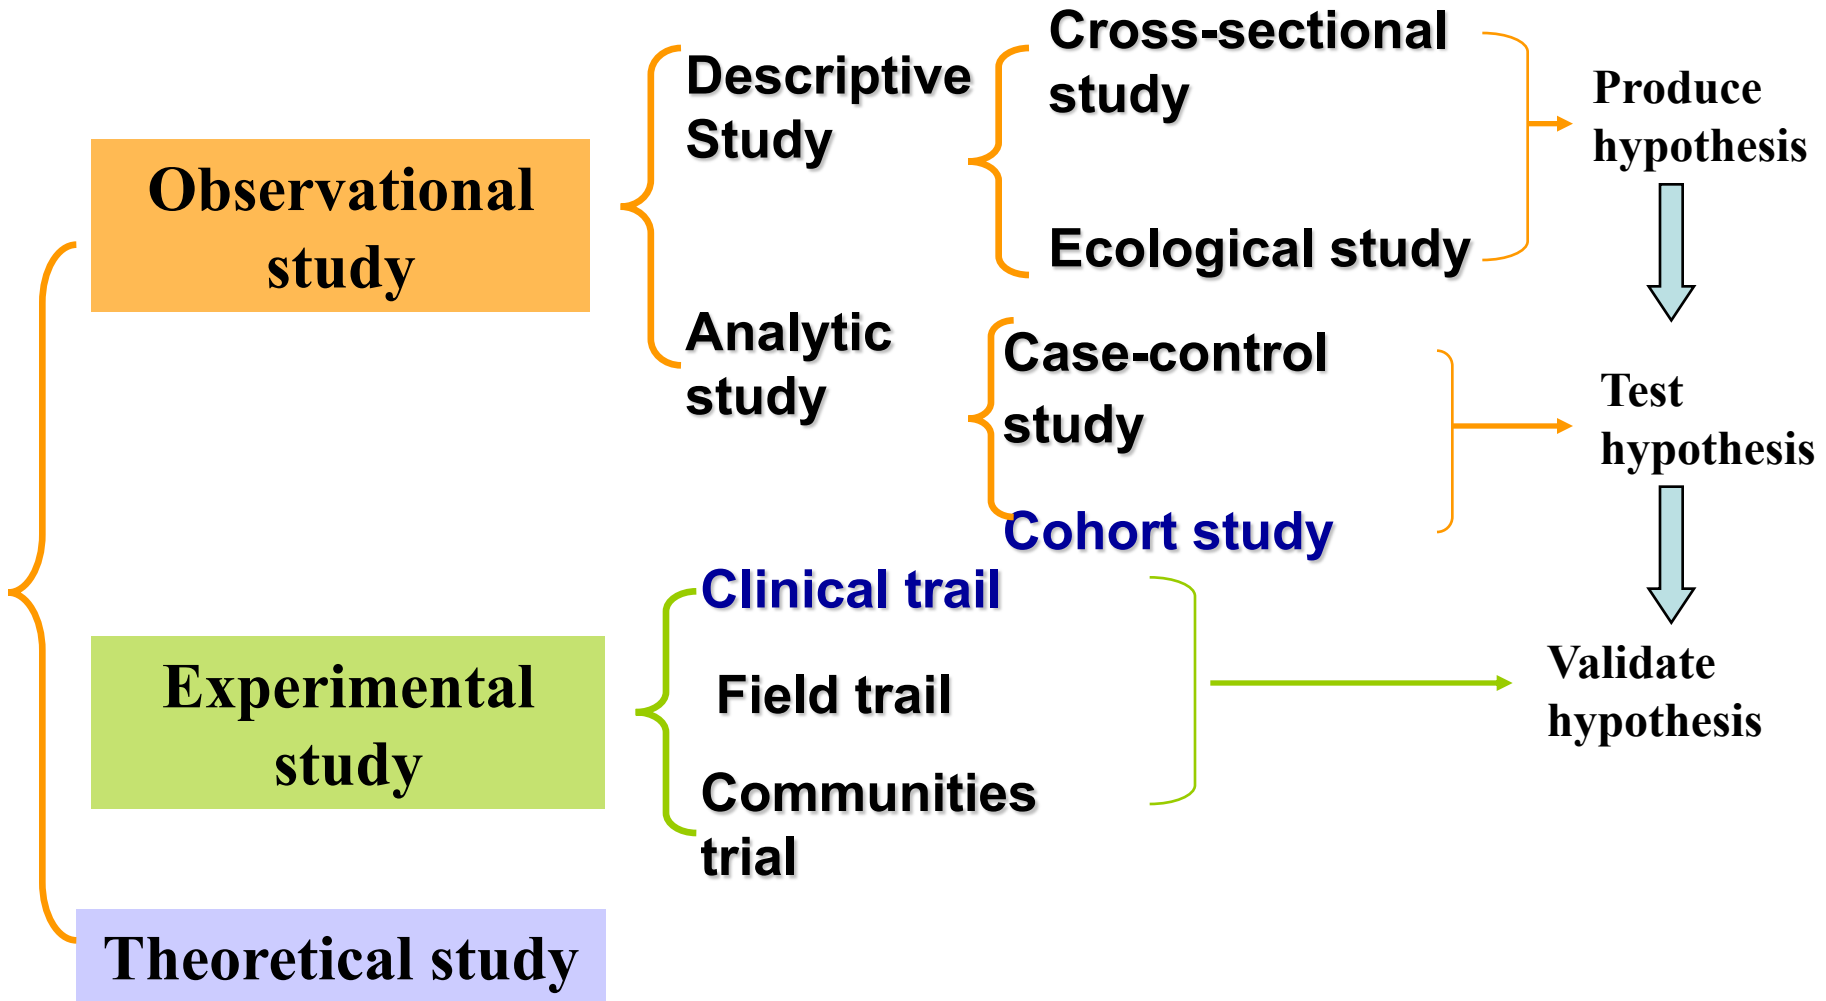 Observational
study
Descriptive
Study
Cross-sectional
study
Ecological study
Produce
hypothesis
Analytic
study
Case-control
study
Cohort study
Test
hypothesis
Experimental
study
Clinical trail
Field trail
Communities
trial
Validate
hypothesis
Theoretical study